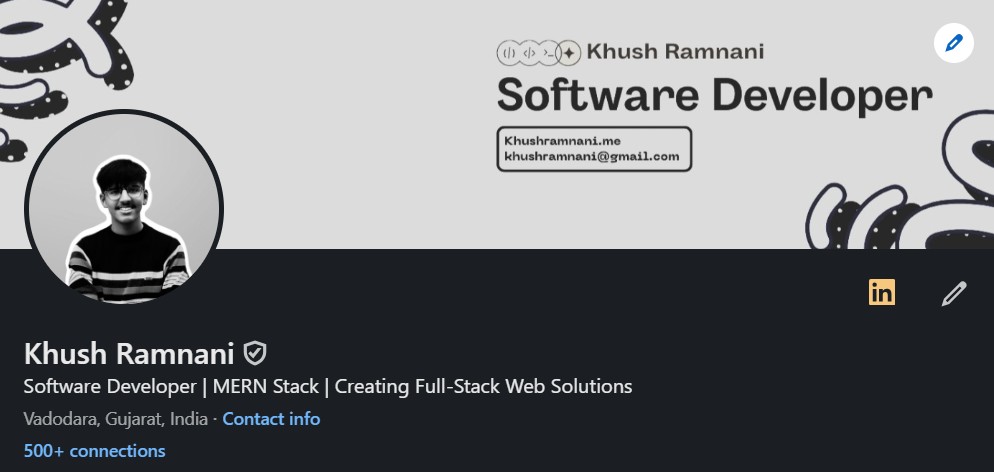 Khush Ramnani
Software Developer
Khushramnani.me
khushramnani@gmail.com
in
Khush Ramnani
Software Developer | MERN Stack | Creating Full-Stack Web Solutions
Vadodara, Gujarat, India · Contact info
500+ connections